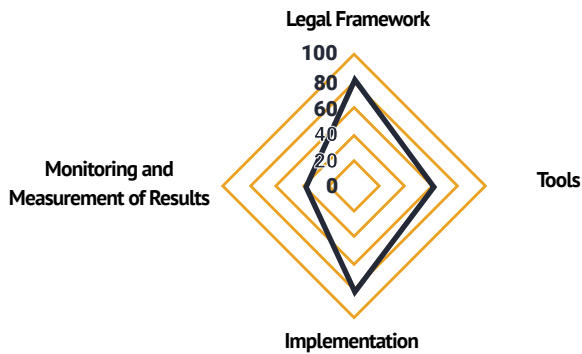 Legal Framework
100
80
60
40
20
0
Monitoring and
Measurement of Results
Tools
Implementation